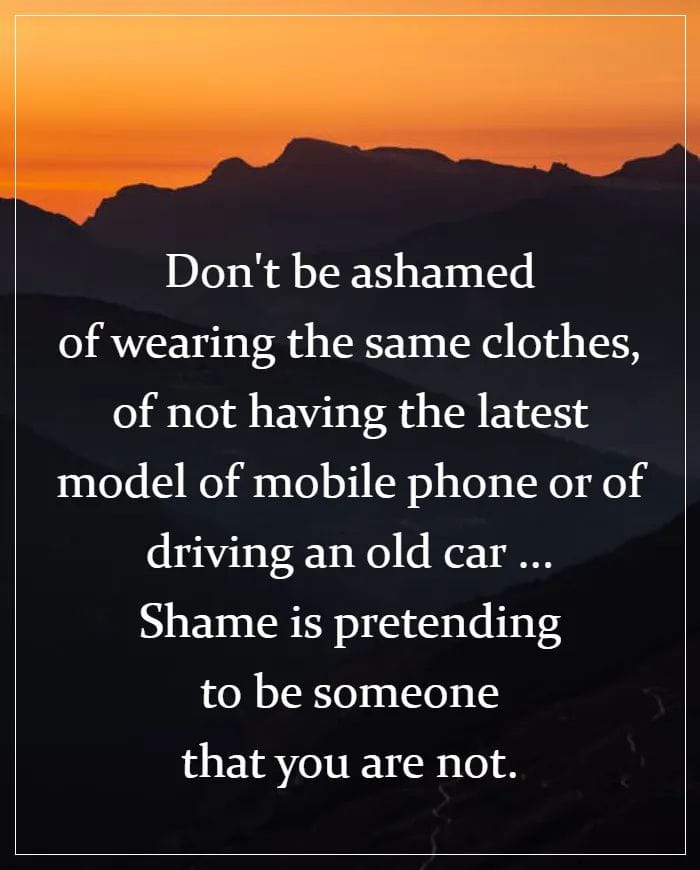 Don't be ashamed
of wearing the same clothes,
of not having the latest
model of mobile phone or of
driving an old car ...
Shame is pretending
to be someone
that you are not.